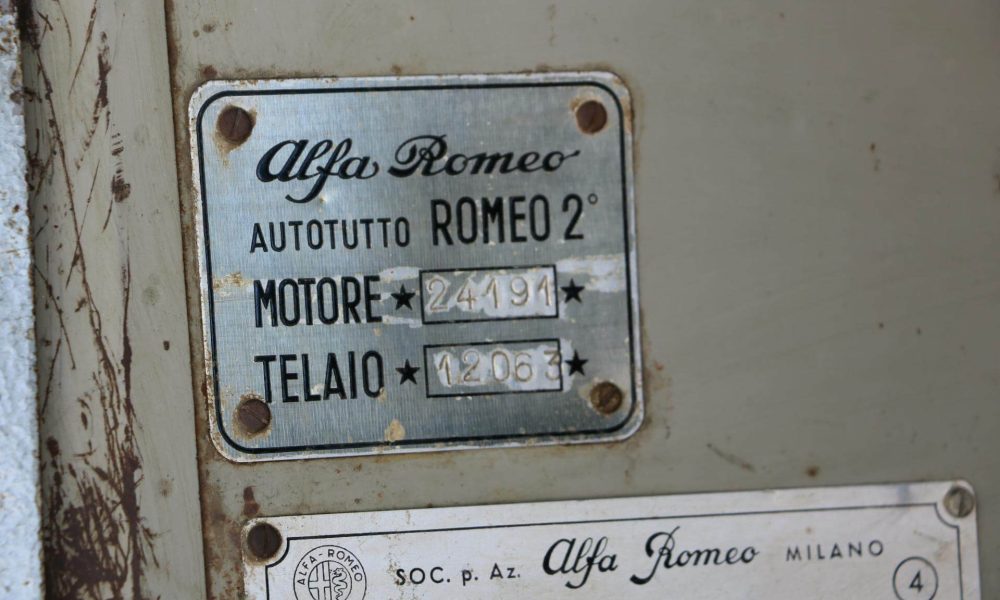 Alfa Romeo
AUTOTUTTO ROMEO 2°
MOTORE ★ 24191 ★
TELAIO ★ 12063 ★
ALFA-ROMEO
SOC. p. Az. Alfa Romeo MILANO
4